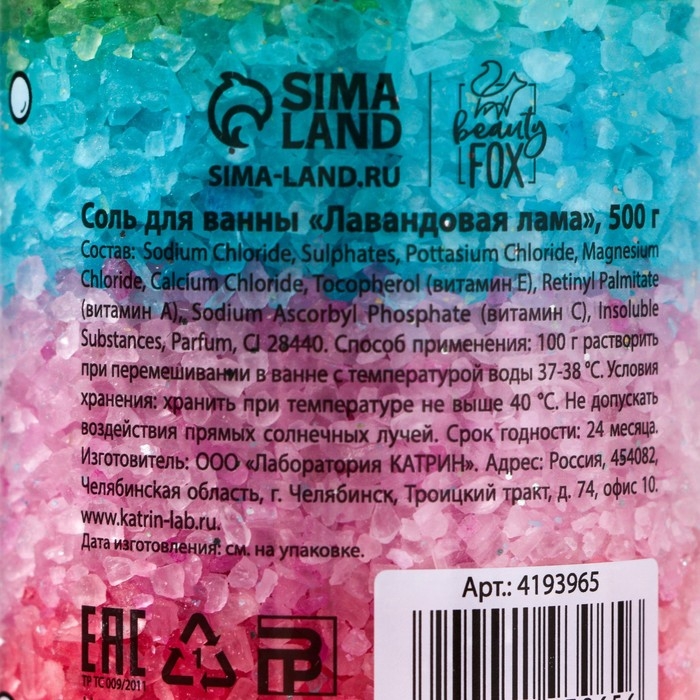 SIMA
LAND
SIMA-LAND.RU
beauty
FOX
Соль для ванны «Лавандовая лама», 500 г
Состав: Sodium Chloride, Sulphates, Pottasium Chloride, Magnesium
Chloride, Calcium Chloride, Tocopherol (витамин Е), Retinyl Palmitate
(витамин А), Sodium Ascorbyl Phosphate (витамин С), Insoluble
Substances, Parfum, CI 28440. Способ применения: 100 г растворить
при перемешивании в ванне с температурой воды 37-38 °С. Условия
хранения: хранить при температуре не выше 40 °С. Не допускать
воздействия прямых солнечных лучей. Срок годности: 24 месяца.
Изготовитель: ООО «Лаборатория КАТРИН». Адрес: Россия, 454082,
Челябинская область, г. Челябинск, Троицкий тракт, д. 74, офис 10.
www.katrin-lab.ru.
Дата изготовления: см. на упаковке.
Арт.: 4193965
EAC
ТР ТС 009/2011